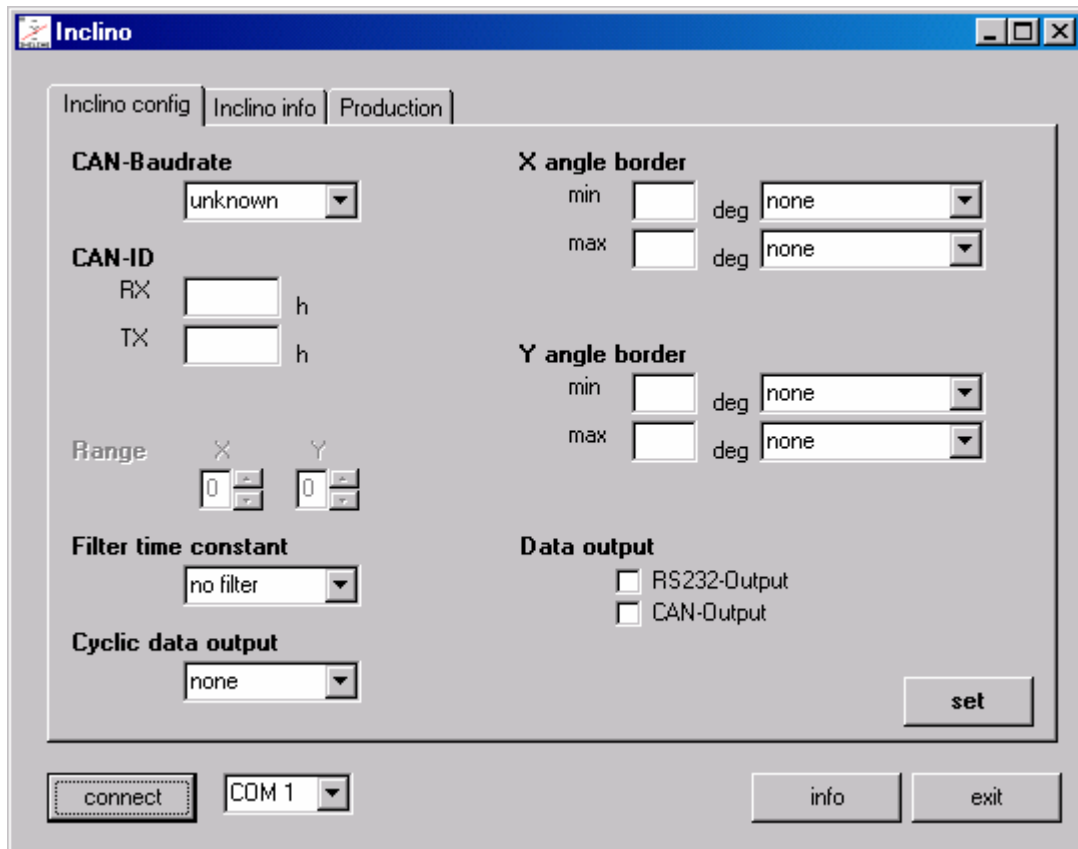 Inclino
Inclino config Inclino info Production
CAN-Baudrate
unknown
CAN-ID
RX h
TX h
Range X Y
0 0
Filter time constant
no filter
Cyclic data output
none
X angle border
min deg none
max deg none
Y angle border
min deg none
max deg none
Data output
RS232-Output
CAN-Output
set
connect COM 1 info exit